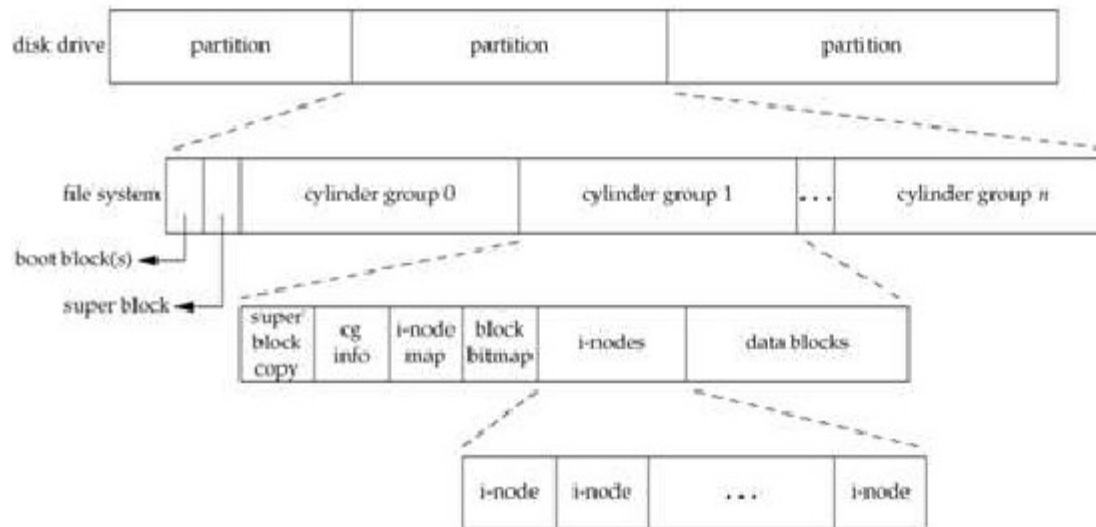 disk drive
partition
partition
partition
file system
cylinder group 0
cylinder group 1
...
cylinder group n
boot block(s)
super block
super
block
copy
cg
info
i-node
map
block
bitmap
i-nodes
data blocks
i-node
i-node
...
i-node